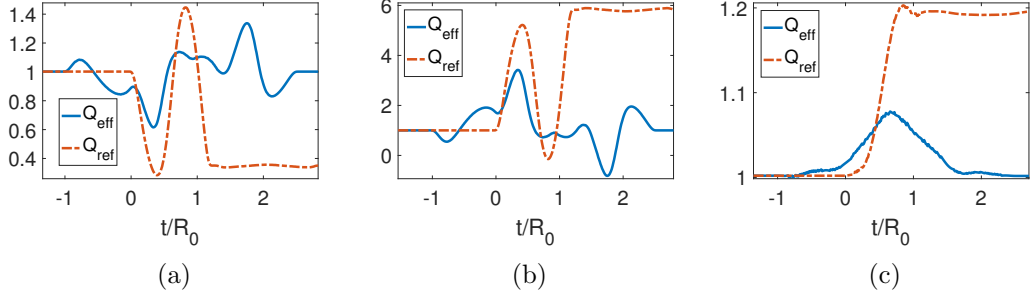 1.4
1.2
1
0.8
0.6
0.4
Q_eff
Q_ref
-1 0 1 2
t/R_0
(a)
6
4
2
0
Q_eff
Q_ref
-1 0 1 2
t/R_0
(b)
1.2
1.1
1
Q_eff
Q_ref
-1 0 1 2
t/R_0
(c)